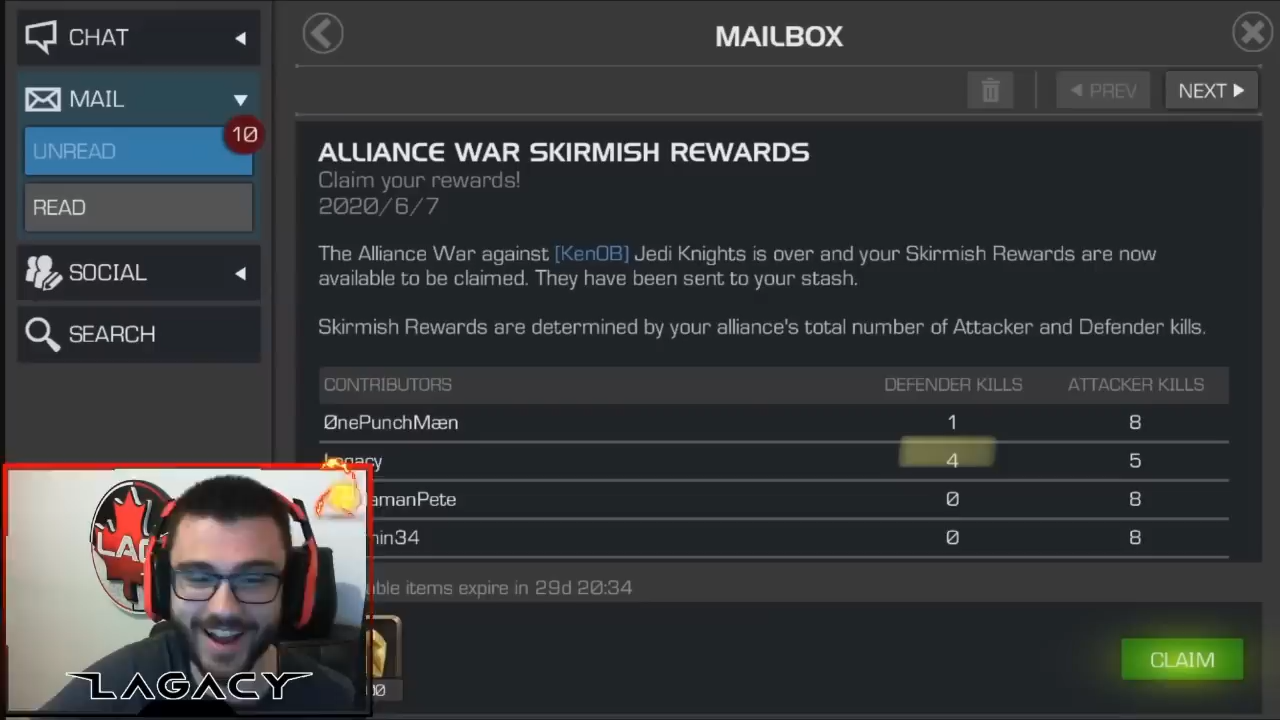 CHAT
MAIL
10
UNREAD
READ
SOCIAL
SEARCH
MAILBOX
PREV
NEXT
ALLIANCE WAR SKIRMISH REWARDS
Claim your rewards!
2020/6/7
The Alliance War against [KenOB] Jedi Knights is over and your Skirmish Rewards are now
available to be claimed. They have been sent to your stash.
Skirmish Rewards are determined by your alliance's total number of Attacker and Defender kills.
CONTRIBUTORS DEFENDER KILLS ATTACKER KILLS
ØnePunchMæn 1 8
4 5
0 8
0 8
items expire in 29d 20:34
CLAIM
LAGACY